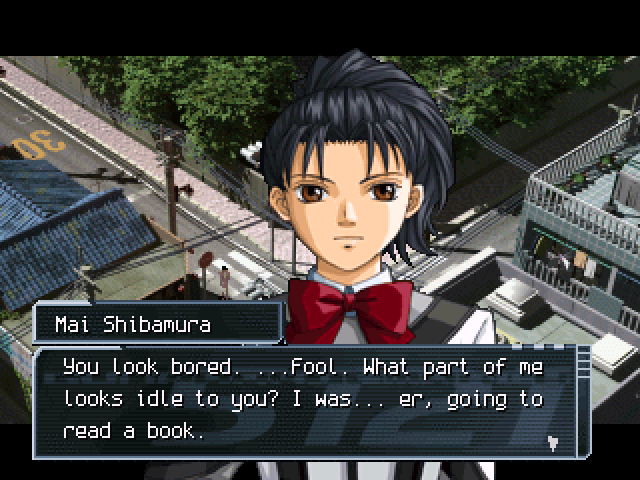 30
Mai Shibamura
You look bored. ...Fool. What part of me
looks idle to you? I was... er, going to
read a book.